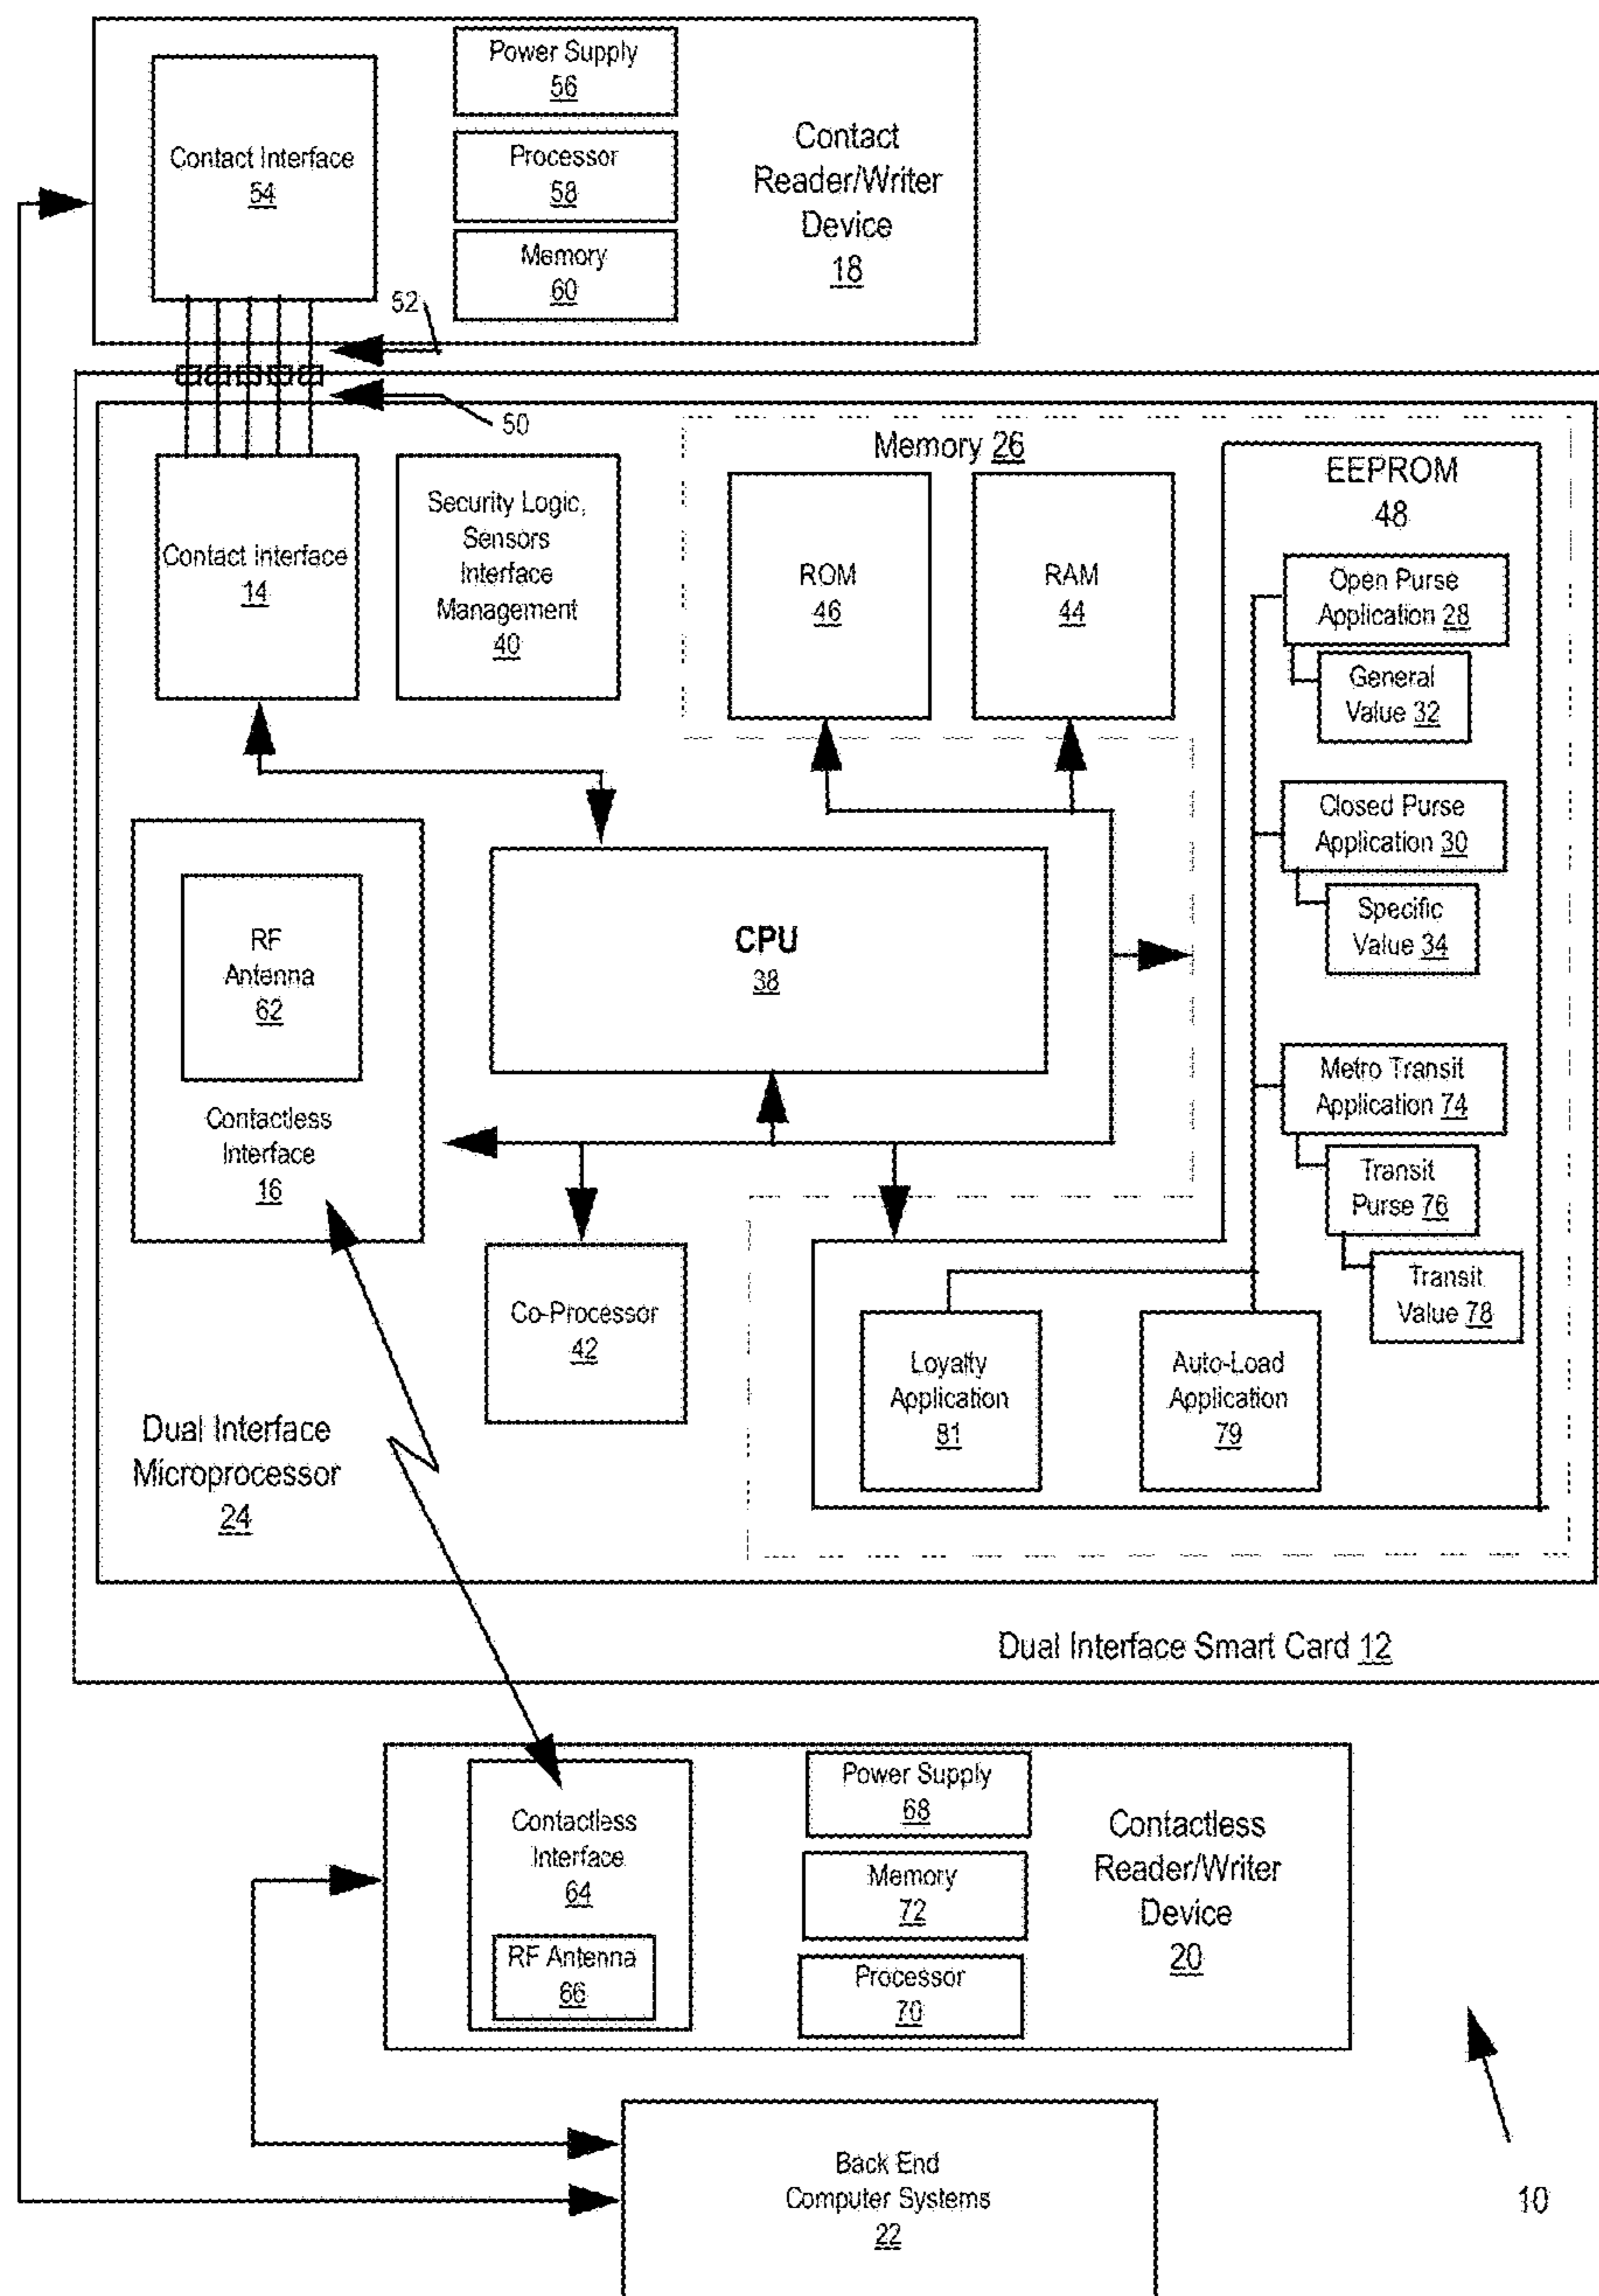 Power Supply
56
Contact Interface
54
Processor
58
Memory
60
Contact
Reader/Writer
Device
18
52
50
Memory 26
EEPROM
48
Contact Interface
14
Security Logic,
Sensors
Interface
Management
40
ROM
46
RAM
44
Open Purse
Application 28
General
Value 32
Closed Purse
Application 30
Specific
Value 34
CPU
38
RF
Antenna
62
Contactless
Interface
16
Metro Transit
Application 74
Transit
Purse 76
Transit
Value 78
Co-Processor
42
Loyalty
Application
81
Auto-Load
Application
79
Dual Interface
Microprocessor
24
Dual Interface Smart Card 12
Contactless
Interface
64
RF Antenna
66
Power Supply
68
Memory
72
Processor
70
Contactless
Reader/Writer
Device
20
Back End
Computer Systems
22
10